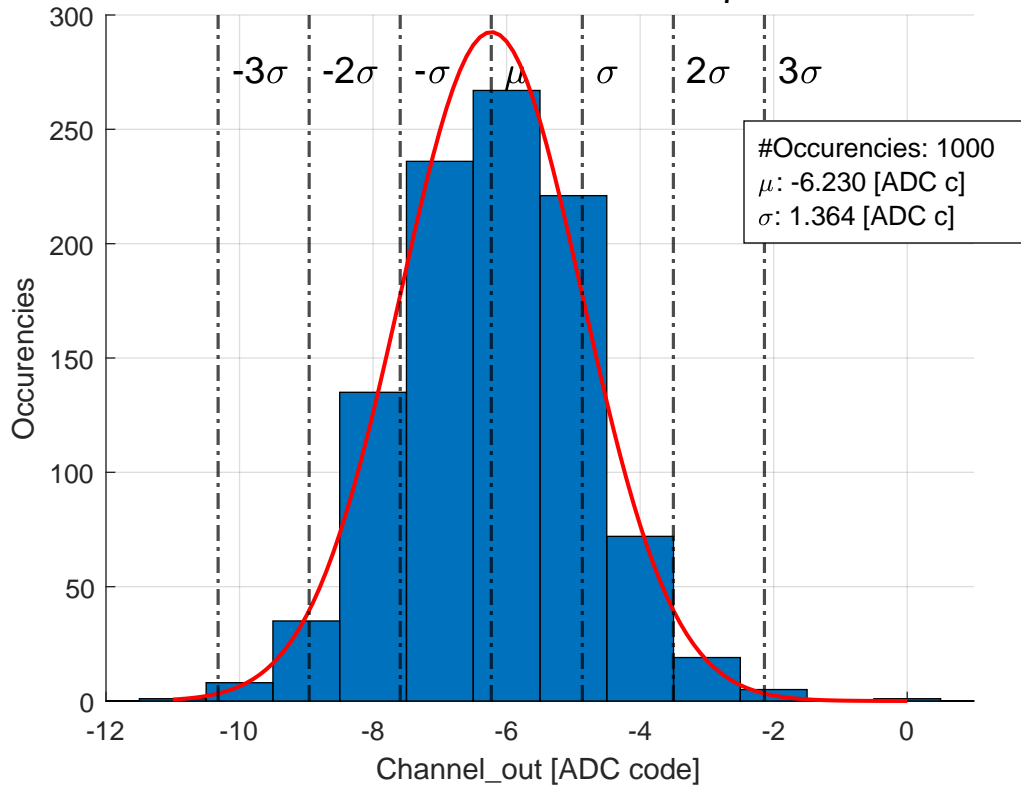 300
-3σ -2σ -σ μ σ 2σ 3σ
250
#Occurencies: 1000
μ: -6.230 [ADC c]
σ: 1.364 [ADC c]
200
Occurencies
150
100
50
0
-12 -10 -8 -6 -4 -2 0
Channel_out [ADC code]